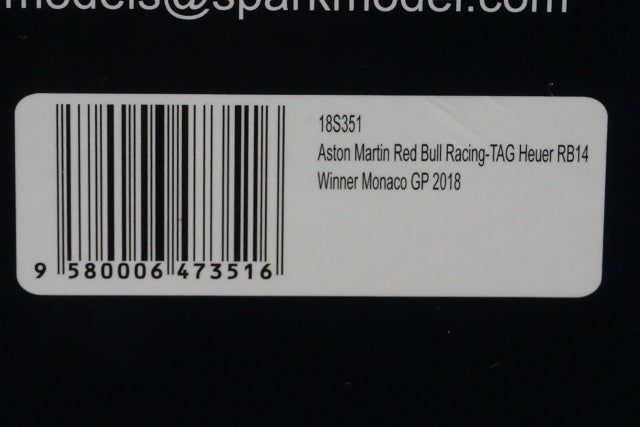 models@sparkmodel.com
18S351
Aston Martin Red Bull Racing-TAG Heuer RB14
Winner Monaco GP 2018
9 580006 473516